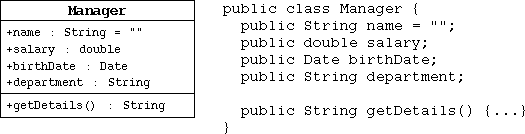 Manager
+name : String = ""
+salary : double
+birthDate : Date
+department : String
+getDetails() : String
public class Manager {
  public String name = "";
  public double salary;
  public Date birthDate;
  public String department;
  public String getDetails() {...}
}